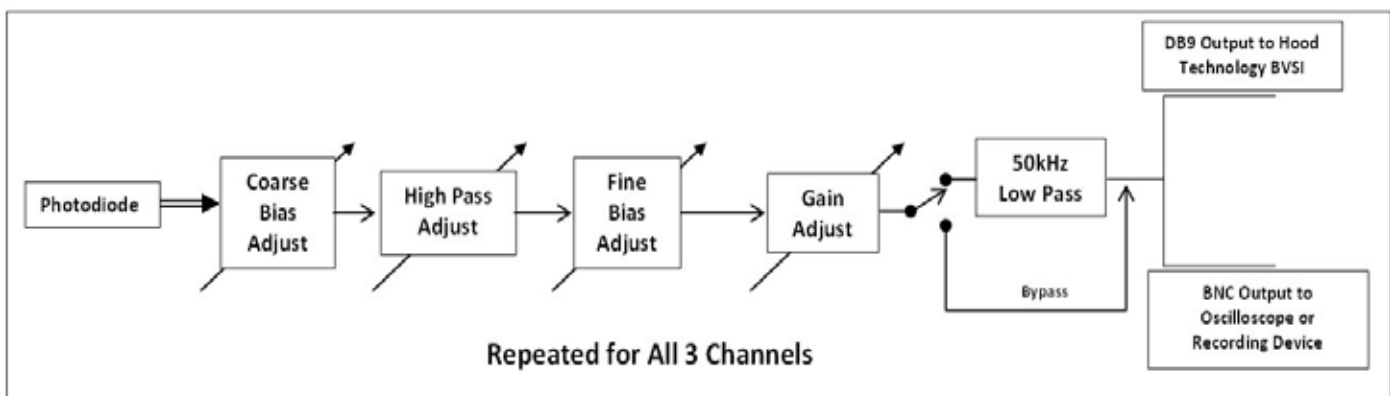 DB9 Output to Hood
Technology BVSI
Photodiode
Coarse
Bias
Adjust
High Pass
Adjust
Fine
Bias
Adjust
Gain
Adjust
50kHz
Low Pass
Bypass
BNC Output to
Oscilloscope or
Recording Device
Repeated for All 3 Channels